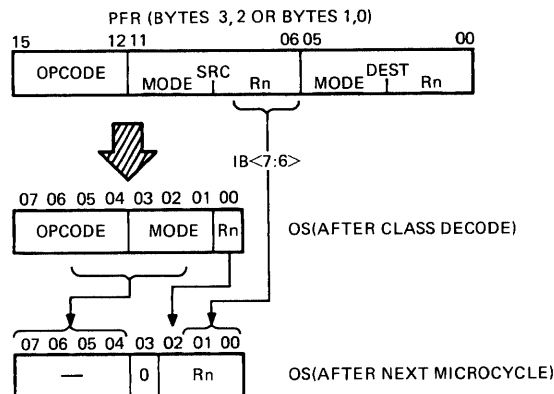 PFR (BYTES 3, 2 OR BYTES 1,0)
15 12 11 06 05 00
OPCODE SRC DEST
MODE Rn MODE Rn
IB<7:6>
07 06 05 04 03 02 01 00
OPCODE MODE Rn OS(AFTER CLASS DECODE)
07 06 05 04 03 02 01 00
— 0 Rn OS(AFTER NEXT MICROCYCLE)